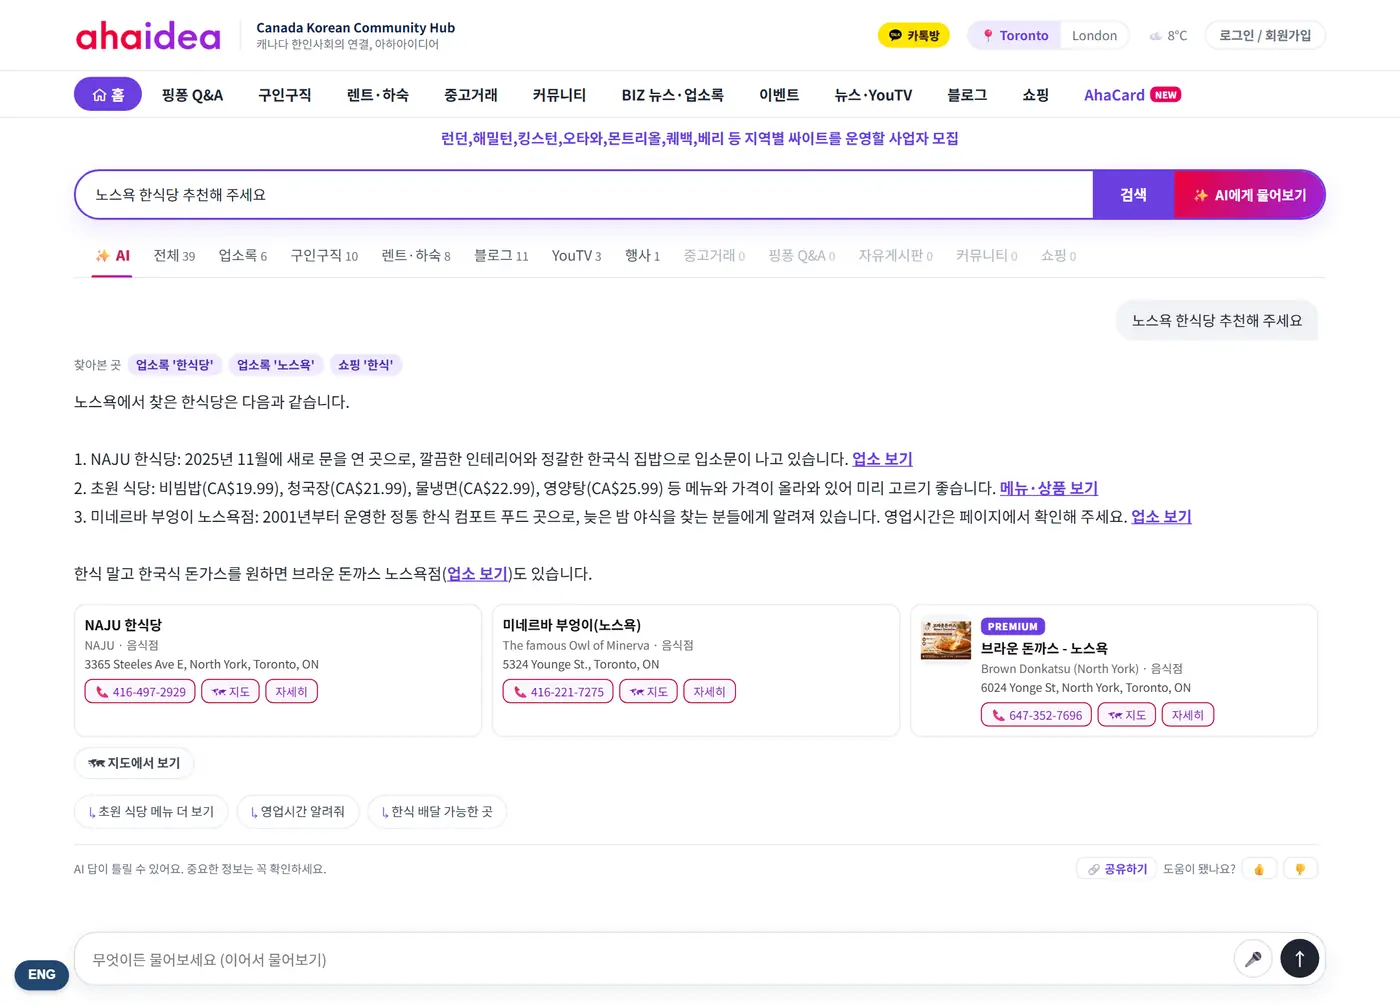 ahaidea
Canada Korean Community Hub
캐나다 한인사회의 연결, 아하아이디어
카톡방
Toronto London
8°C
로그인 / 회원가입
홈 핑퐁 Q&A 구인구직 렌트·하숙 중고거래 커뮤니티 BIZ 뉴스·업소록 이벤트 뉴스·YouTV 블로그 쇼핑 AhaCard NEW
런던,해밀턴,킹스턴,오타와,몬트리올,퀘백,베리 등 지역별 싸이트를 운영할 사업자 모집
노스욕 한식당 추천해 주세요 검색 ✨ AI에게 물어보기
✨ AI 전체 39 업소록 6 구인구직 10 렌트·하숙 8 블로그 11 YouTV 3 행사 1 중고거래 0 핑퐁 Q&A 0 자유게시판 0 커뮤니티 0 쇼핑 0
노스욕 한식당 추천해 주세요
찾아본 곳 업소록 '한식당' 업소록 '노스욕' 쇼핑 '한식'
노스욕에서 찾은 한식당은 다음과 같습니다.
1. NAJU 한식당: 2025년 11월에 새로 문을 연 곳으로, 깔끔한 인테리어와 정갈한 한국식 집밥으로 입소문이 나고 있습니다. 업소 보기
2. 초원 식당: 비빔밥(CA$19.99), 청국장(CA$21.99), 물냉면(CA$22.99), 영양탕(CA$25.99) 등 메뉴와 가격이 올라와 있어 미리 고르기 좋습니다. 메뉴·상품 보기
3. 미네르바 부엉이 노스욕점: 2001년부터 운영한 정통 한식 컴포트 푸드 곳으로, 늦은 밤 야식을 찾는 분들에게 알려져 있습니다. 영업시간은 페이지에서 확인해 주세요. 업소 보기
한식 말고 한국식 돈가스를 원하면 브라운 돈까스 노스욕점(업소 보기)도 있습니다.
NAJU 한식당
NAJU · 음식점
3365 Steeles Ave E, North York, Toronto, ON
416-497-2929 지도 자세히
미네르바 부엉이(노스욕)
The famous Owl of Minerva · 음식점
5324 Younge St., Toronto, ON
416-221-7275 지도 자세히
PREMIUM
브라운 돈까스 - 노스욕
Brown Donkatsu (North York) · 음식점
6024 Yonge St, North York, Toronto, ON
647-352-7696 지도 자세히
지도에서 보기
↳ 초원 식당 메뉴 더 보기 ↳ 영업시간 알려줘 ↳ 한식 배달 가능한 곳
AI 답이 틀릴 수 있어요. 중요한 정보는 꼭 확인하세요.
공유하기 도움이 됐나요?
무엇이든 물어보세요 (이어서 물어보기)
ENG